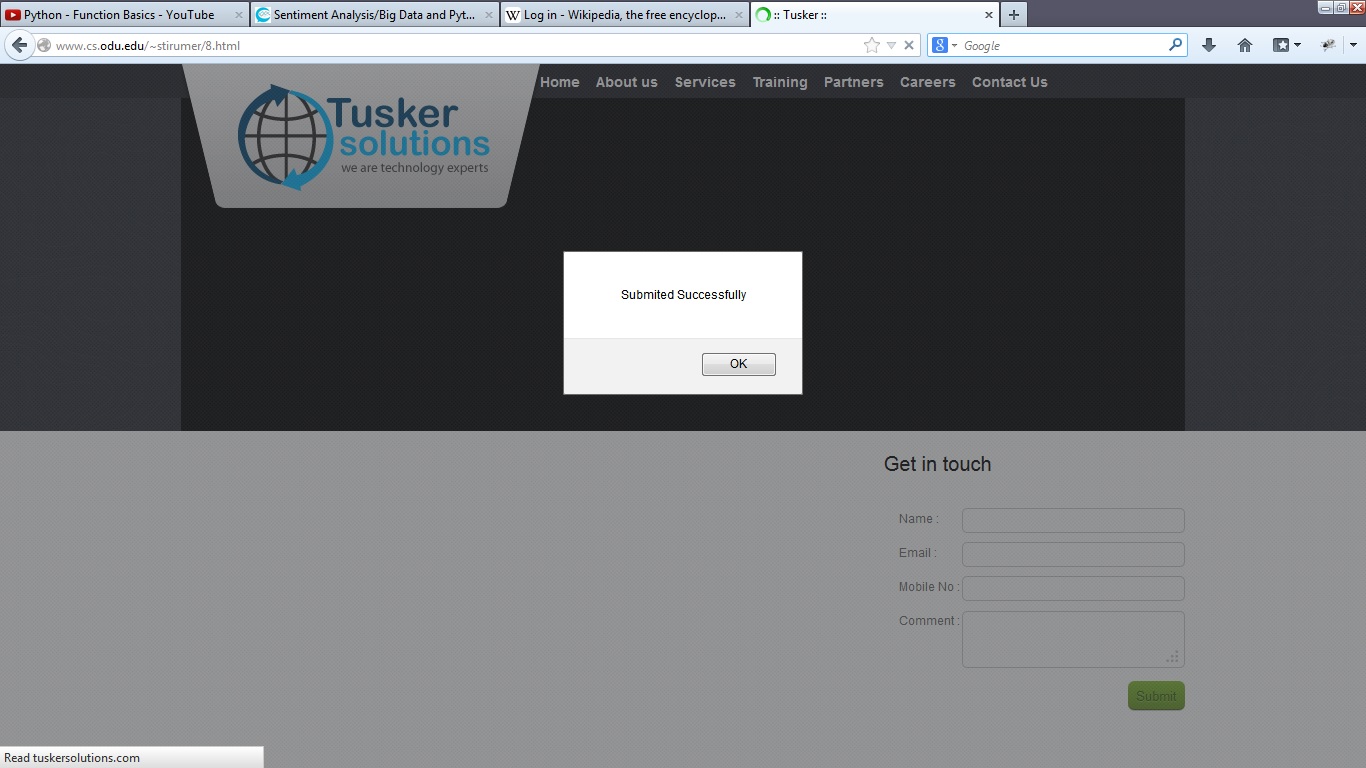 Python - Function Basics - YouTube
Sentiment Analysis/Big Data and Pyt...
Log in - Wikipedia, the free encyclop...
:: Tusker ::
www.cs.odu.edu/~stirumer/8.html
Google
Home About us Services Training Partners Careers Contact Us
Tusker
solutions
we are technology experts
Submited Successfully
OK
Get in touch
Name :
Email :
Mobile No :
Comment :
Submit
Read tuskersolutions.com